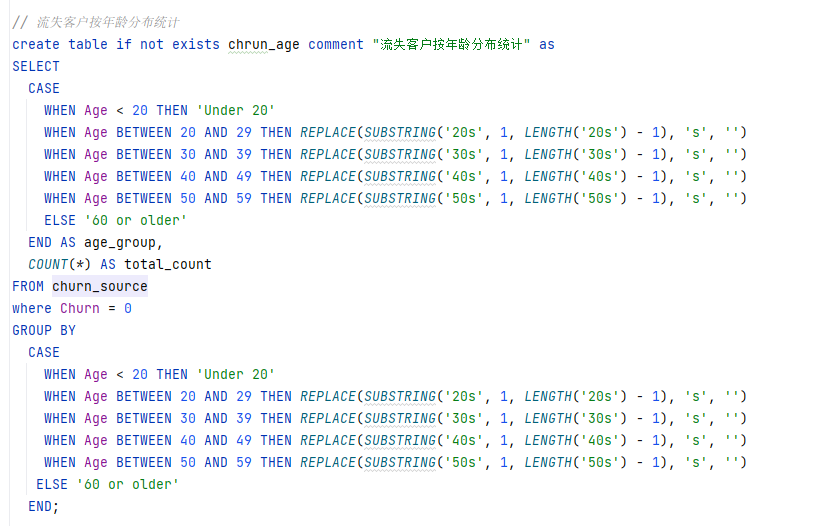 // 流失客户按年龄分布统计
create table if not exists chrun_age comment "流失客户按年龄分布统计" as
SELECT
  CASE
    WHEN Age < 20 THEN 'Under 20'
    WHEN Age BETWEEN 20 AND 29 THEN REPLACE(SUBSTRING('20s', 1, LENGTH('20s') - 1), 's', '')
    WHEN Age BETWEEN 30 AND 39 THEN REPLACE(SUBSTRING('30s', 1, LENGTH('30s') - 1), 's', '')
    WHEN Age BETWEEN 40 AND 49 THEN REPLACE(SUBSTRING('40s', 1, LENGTH('40s') - 1), 's', '')
    WHEN Age BETWEEN 50 AND 59 THEN REPLACE(SUBSTRING('50s', 1, LENGTH('50s') - 1), 's', '')
    ELSE '60 or older'
  END AS age_group,
  COUNT(*) AS total_count
FROM churn_source
where Churn = 0
GROUP BY
  CASE
    WHEN Age < 20 THEN 'Under 20'
    WHEN Age BETWEEN 20 AND 29 THEN REPLACE(SUBSTRING('20s', 1, LENGTH('20s') - 1), 's', '')
    WHEN Age BETWEEN 30 AND 39 THEN REPLACE(SUBSTRING('30s', 1, LENGTH('30s') - 1), 's', '')
    WHEN Age BETWEEN 40 AND 49 THEN REPLACE(SUBSTRING('40s', 1, LENGTH('40s') - 1), 's', '')
    WHEN Age BETWEEN 50 AND 59 THEN REPLACE(SUBSTRING('50s', 1, LENGTH('50s') - 1), 's', '')
   ELSE '60 or older'
  END;